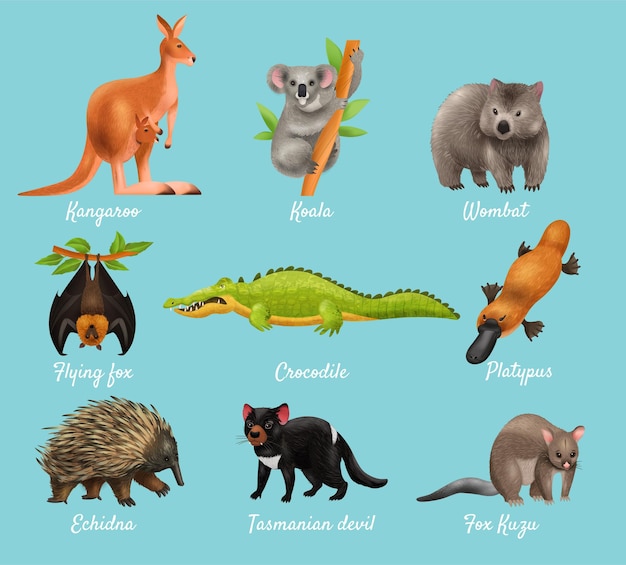 Kangaroo
Koala
Wombat
Flying fox
Crocodile
Platypus
Echidna
Tasmanian devil
Fox Kuzu